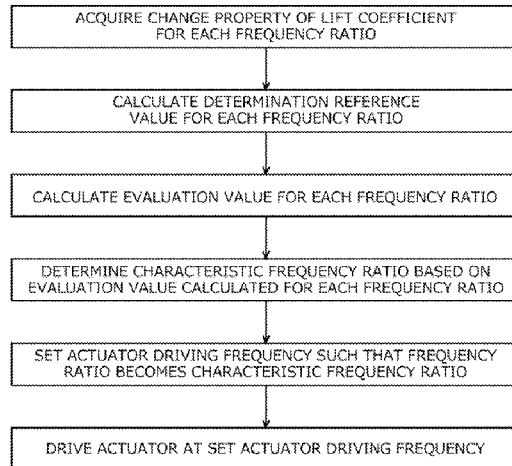 ACQUIRE CHANGE PROPERTY OF LIFT COEFFICIENT
FOR EACH FREQUENCY RATIO
CALCULATE DETERMINATION REFERENCE
VALUE FOR EACH FREQUENCY RATIO
CALCULATE EVALUATION VALUE FOR EACH FREQUENCY RATIO
DETERMINE CHARACTERISTIC FREQUENCY RATIO BASED ON
EVALUATION VALUE CALCULATED FOR EACH FREQUENCY RATIO
SET ACTUATOR DRIVING FREQUENCY SUCH THAT FREQUENCY
RATIO BECOMES CHARACTERISTIC FREQUENCY RATIO
DRIVE ACTUATOR AT SET ACTUATOR DRIVING FREQUENCY